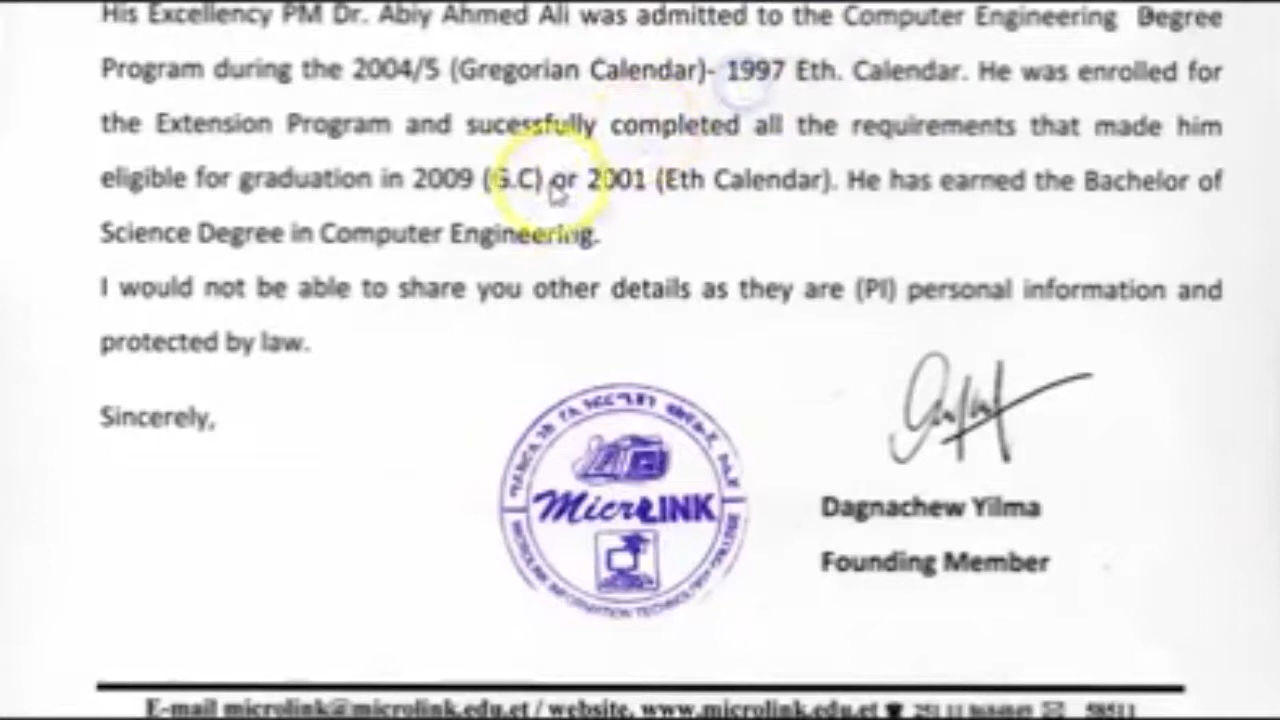 His Excellency PM Dr. Abiy Ahmed Ali was admitted to the Computer Engineering Degree
Program during the 2004/5 (Gregorian Calendar)- 1997 Eth. Calendar. He was enrolled for
the Extension Program and sucessfully completed all the requirements that made him
eligible for graduation in 2009 (G.C) or 2001 (Eth Calendar). He has earned the Bachelor of
Science Degree in Computer Engineering.
I would not be able to share you other details as they are (PI) personal information and
protected by law.
Sincerely,
MicroLINK
MICROLINK INFORMATION TECHNOLOGY COLLEGE
Dagnachew Yilma
Founding Member
E-mail microlink@microlink.edu.et / website, www.microlink.edu.et